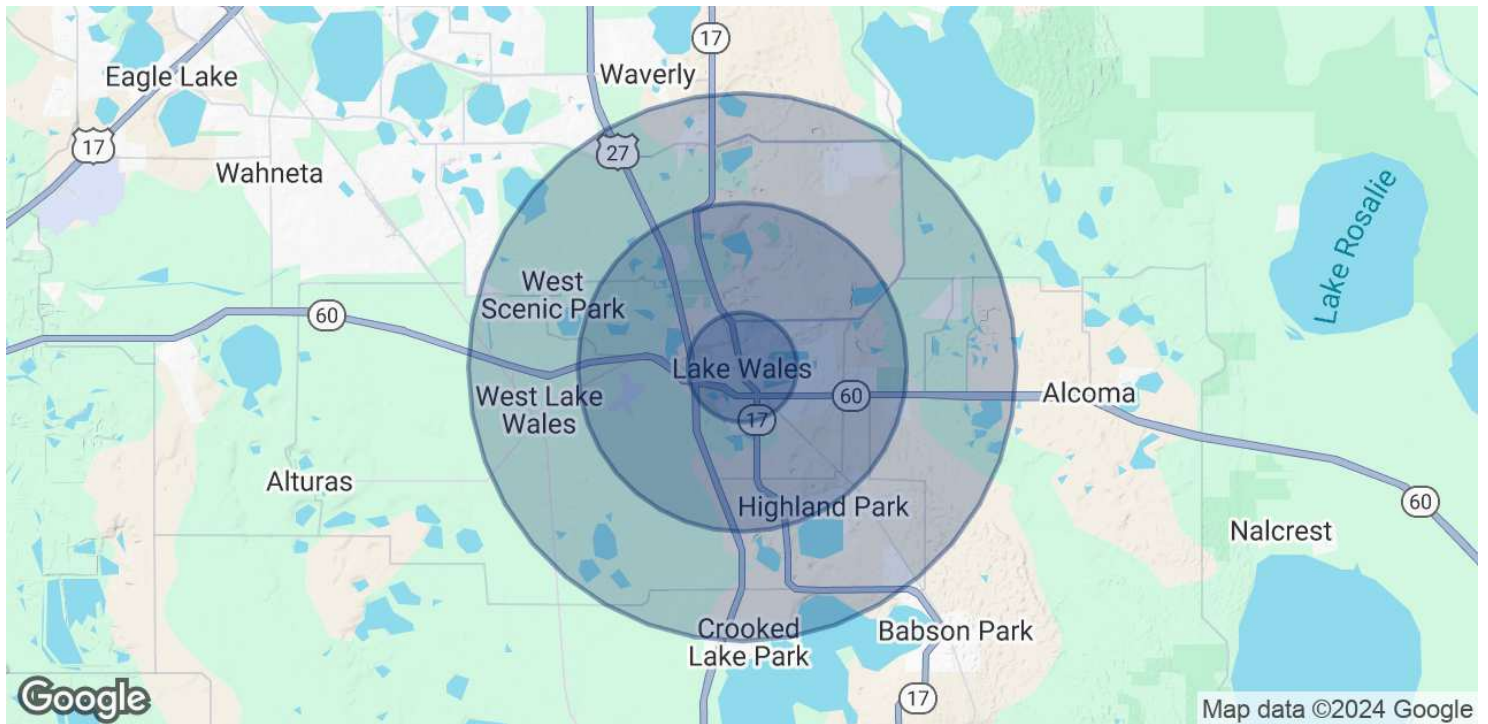 17
Waverly
Eagle Lake
17
27
Wahneta
Lake Rosalie
West
Scenic Park
60
Lake Wales
West Lake
Wales
60
Alcoma
17
Alturas
Highland Park
60
Nalcrest
Crooked
Lake Park
Babson Park
17
Google
Map data ©2024 Google